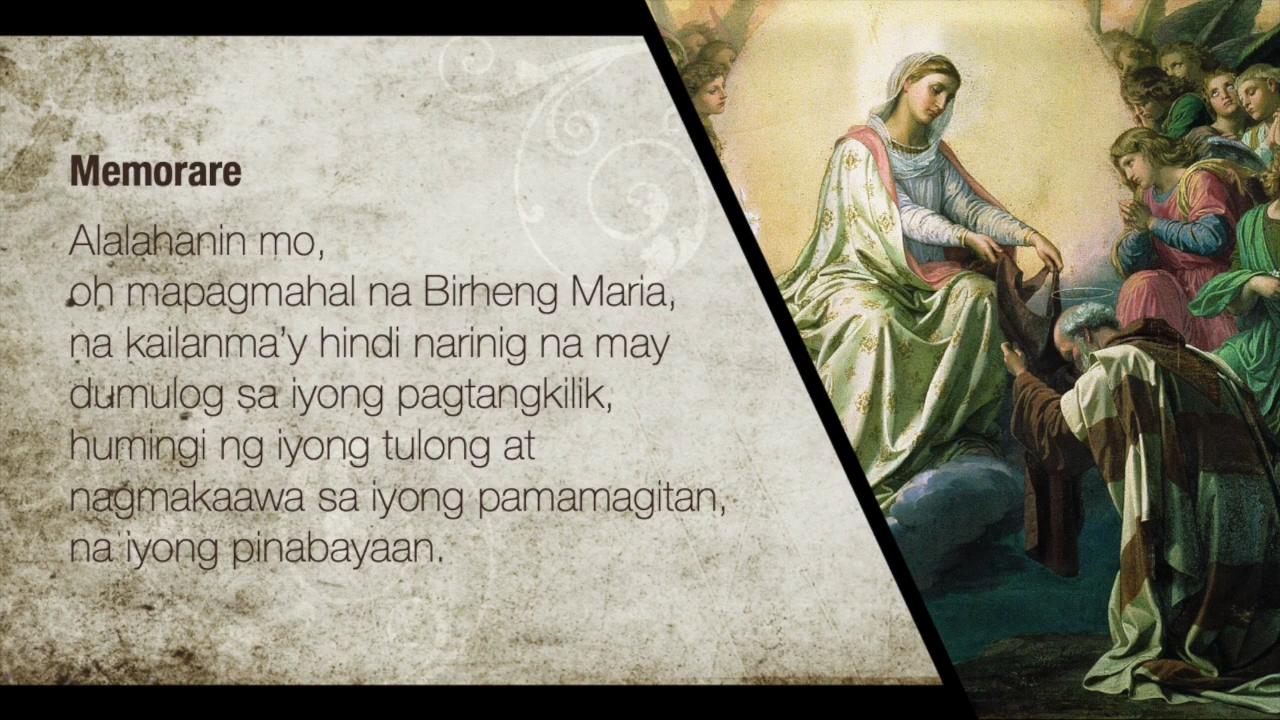 Memorare
Alalahanin mo,
oh mapagmahal na Birheng Maria,
na kailanma’y hindi narinig na may
dumulog sa iyong pagtangkilik,
humingi ng iyong tulong at
nagmakaawa sa iyong pamamagitan,
na iyong pinabayaan.